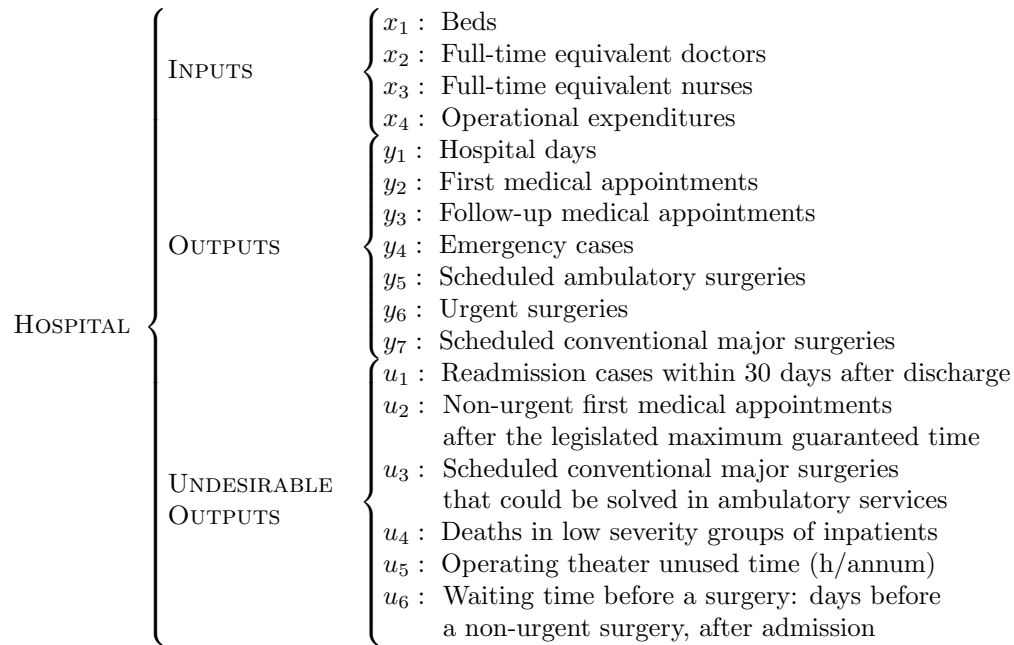 HOSPITAL
INPUTS
x₁ : Beds
x₂ : Full-time equivalent doctors
x₃ : Full-time equivalent nurses
x₄ : Operational expenditures
OUTPUTS
y₁ : Hospital days
y₂ : First medical appointments
y₃ : Follow-up medical appointments
y₄ : Emergency cases
y₅ : Scheduled ambulatory surgeries
y₆ : Urgent surgeries
y₇ : Scheduled conventional major surgeries
UNDESIRABLE
OUTPUTS
u₁ : Readmission cases within 30 days after discharge
u₂ : Non-urgent first medical appointments
after the legislated maximum guaranteed time
u₃ : Scheduled conventional major surgeries
that could be solved in ambulatory services
u₄ : Deaths in low severity groups of inpatients
u₅ : Operating theater unused time (h/annum)
u₆ : Waiting time before a surgery: days before
a non-urgent surgery, after admission